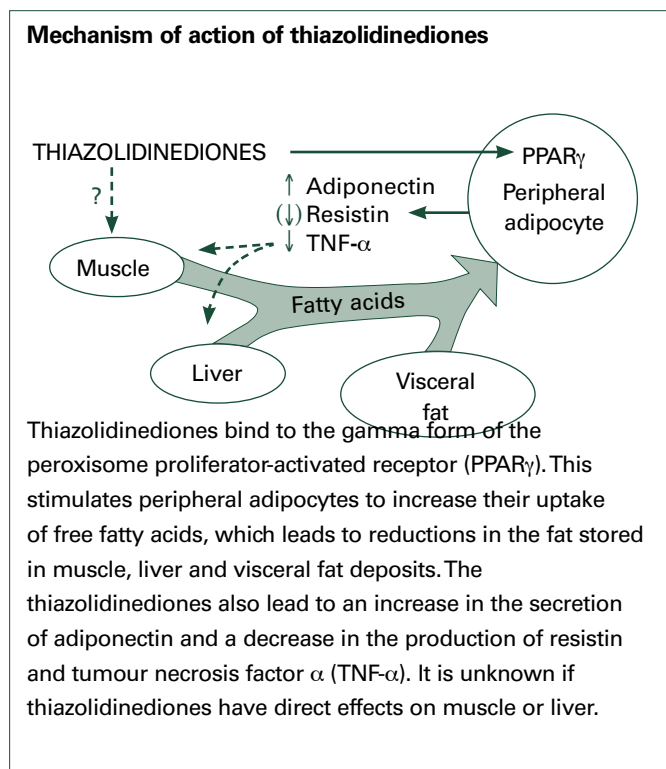 Mechanism of action of thiazolidinediones
THIAZOLIDINEDIONES
PPARγ
Peripheral
adipocyte
?
↑ Adiponectin
(↓) Resistin
↓ TNF-α
Muscle
Fatty acids
Liver
Visceral
fat
Thiazolidinediones bind to the gamma form of the
peroxisome proliferator-activated receptor (PPARγ). This
stimulates peripheral adipocytes to increase their uptake
of free fatty acids, which leads to reductions in the fat stored
in muscle, liver and visceral fat deposits. The
thiazolidinediones also lead to an increase in the secretion
of adiponectin and a decrease in the production of resistin
and tumour necrosis factor α (TNF-α). It is unknown if
thiazolidinediones have direct effects on muscle or liver.